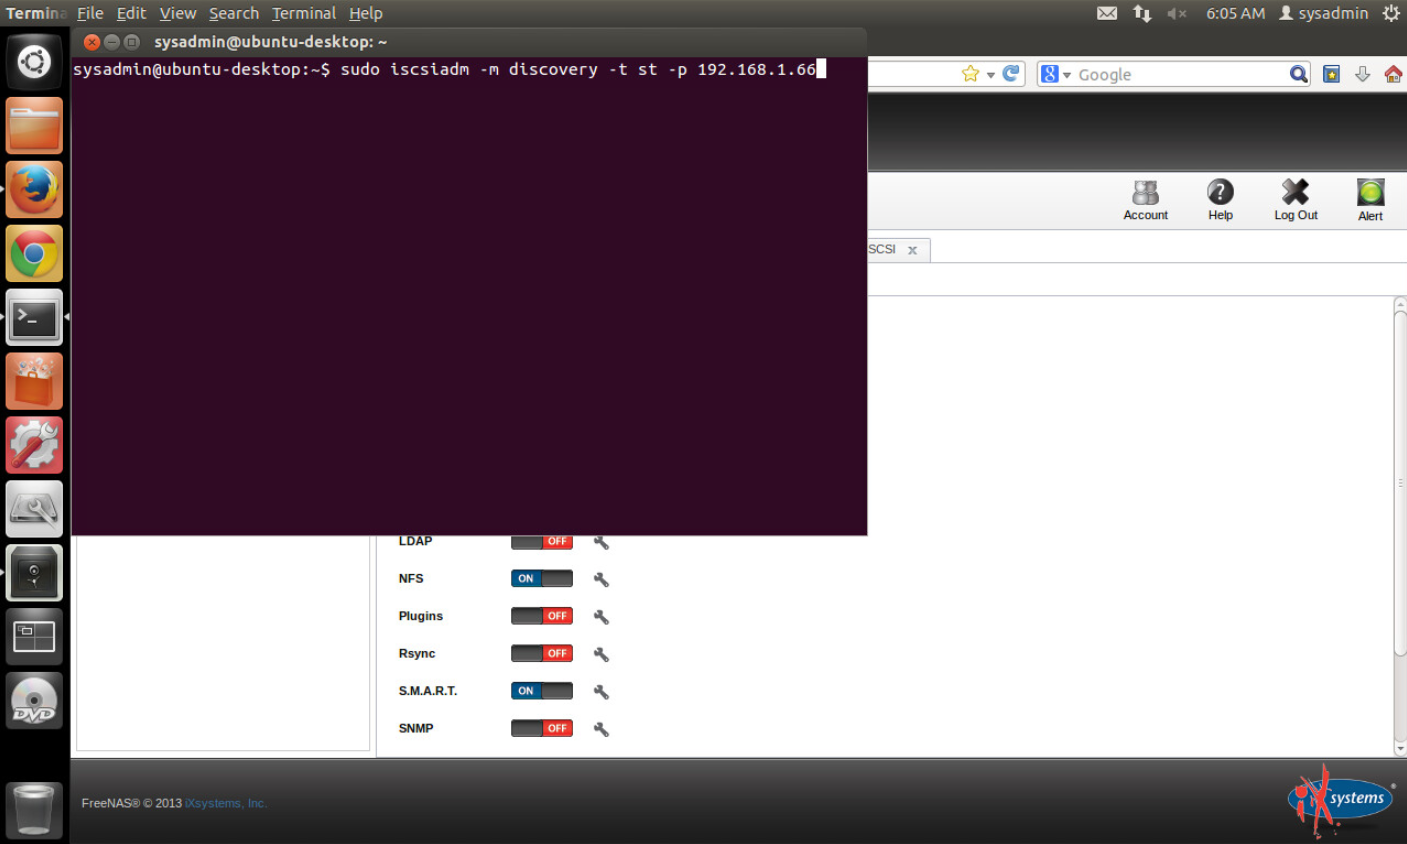 Termina File Edit View Search Terminal Help 6:05 AM sysadmin
sysadmin@ubuntu-desktop: ~
sysadmin@ubuntu-desktop:~$ sudo iscsiadm -m discovery -t st -p 192.168.1.66
8 Google
Account Help Log Out Alert
SCSI x
LDAP OFF
NFS ON
Plugins OFF
Rsync OFF
S.M.A.R.T. ON
SNMP OFF
DVD
FreeNAS® © 2013 iXsystems, Inc.
iXsystems®